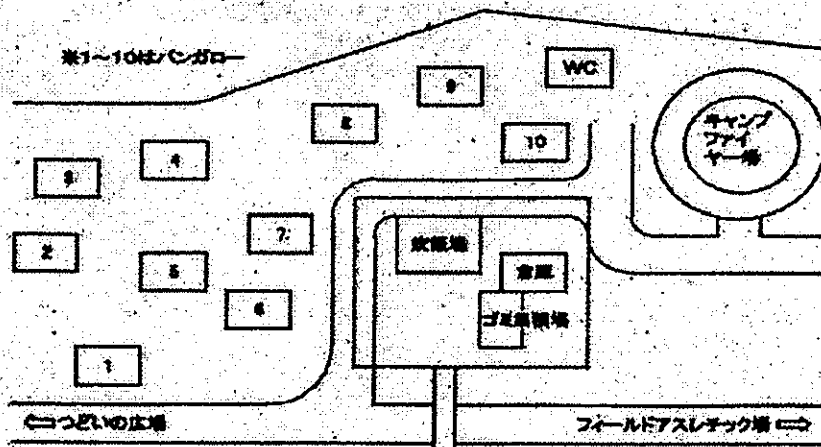 ※1～10はバンガロー
WC
9
8
10
キャンプ
ファイ
ヤー場
4
3
7
2
5
炊飯場
倉庫
6
ゴミ集積場
1
⇦つどいの広場
フィールドアスレチック場⇨